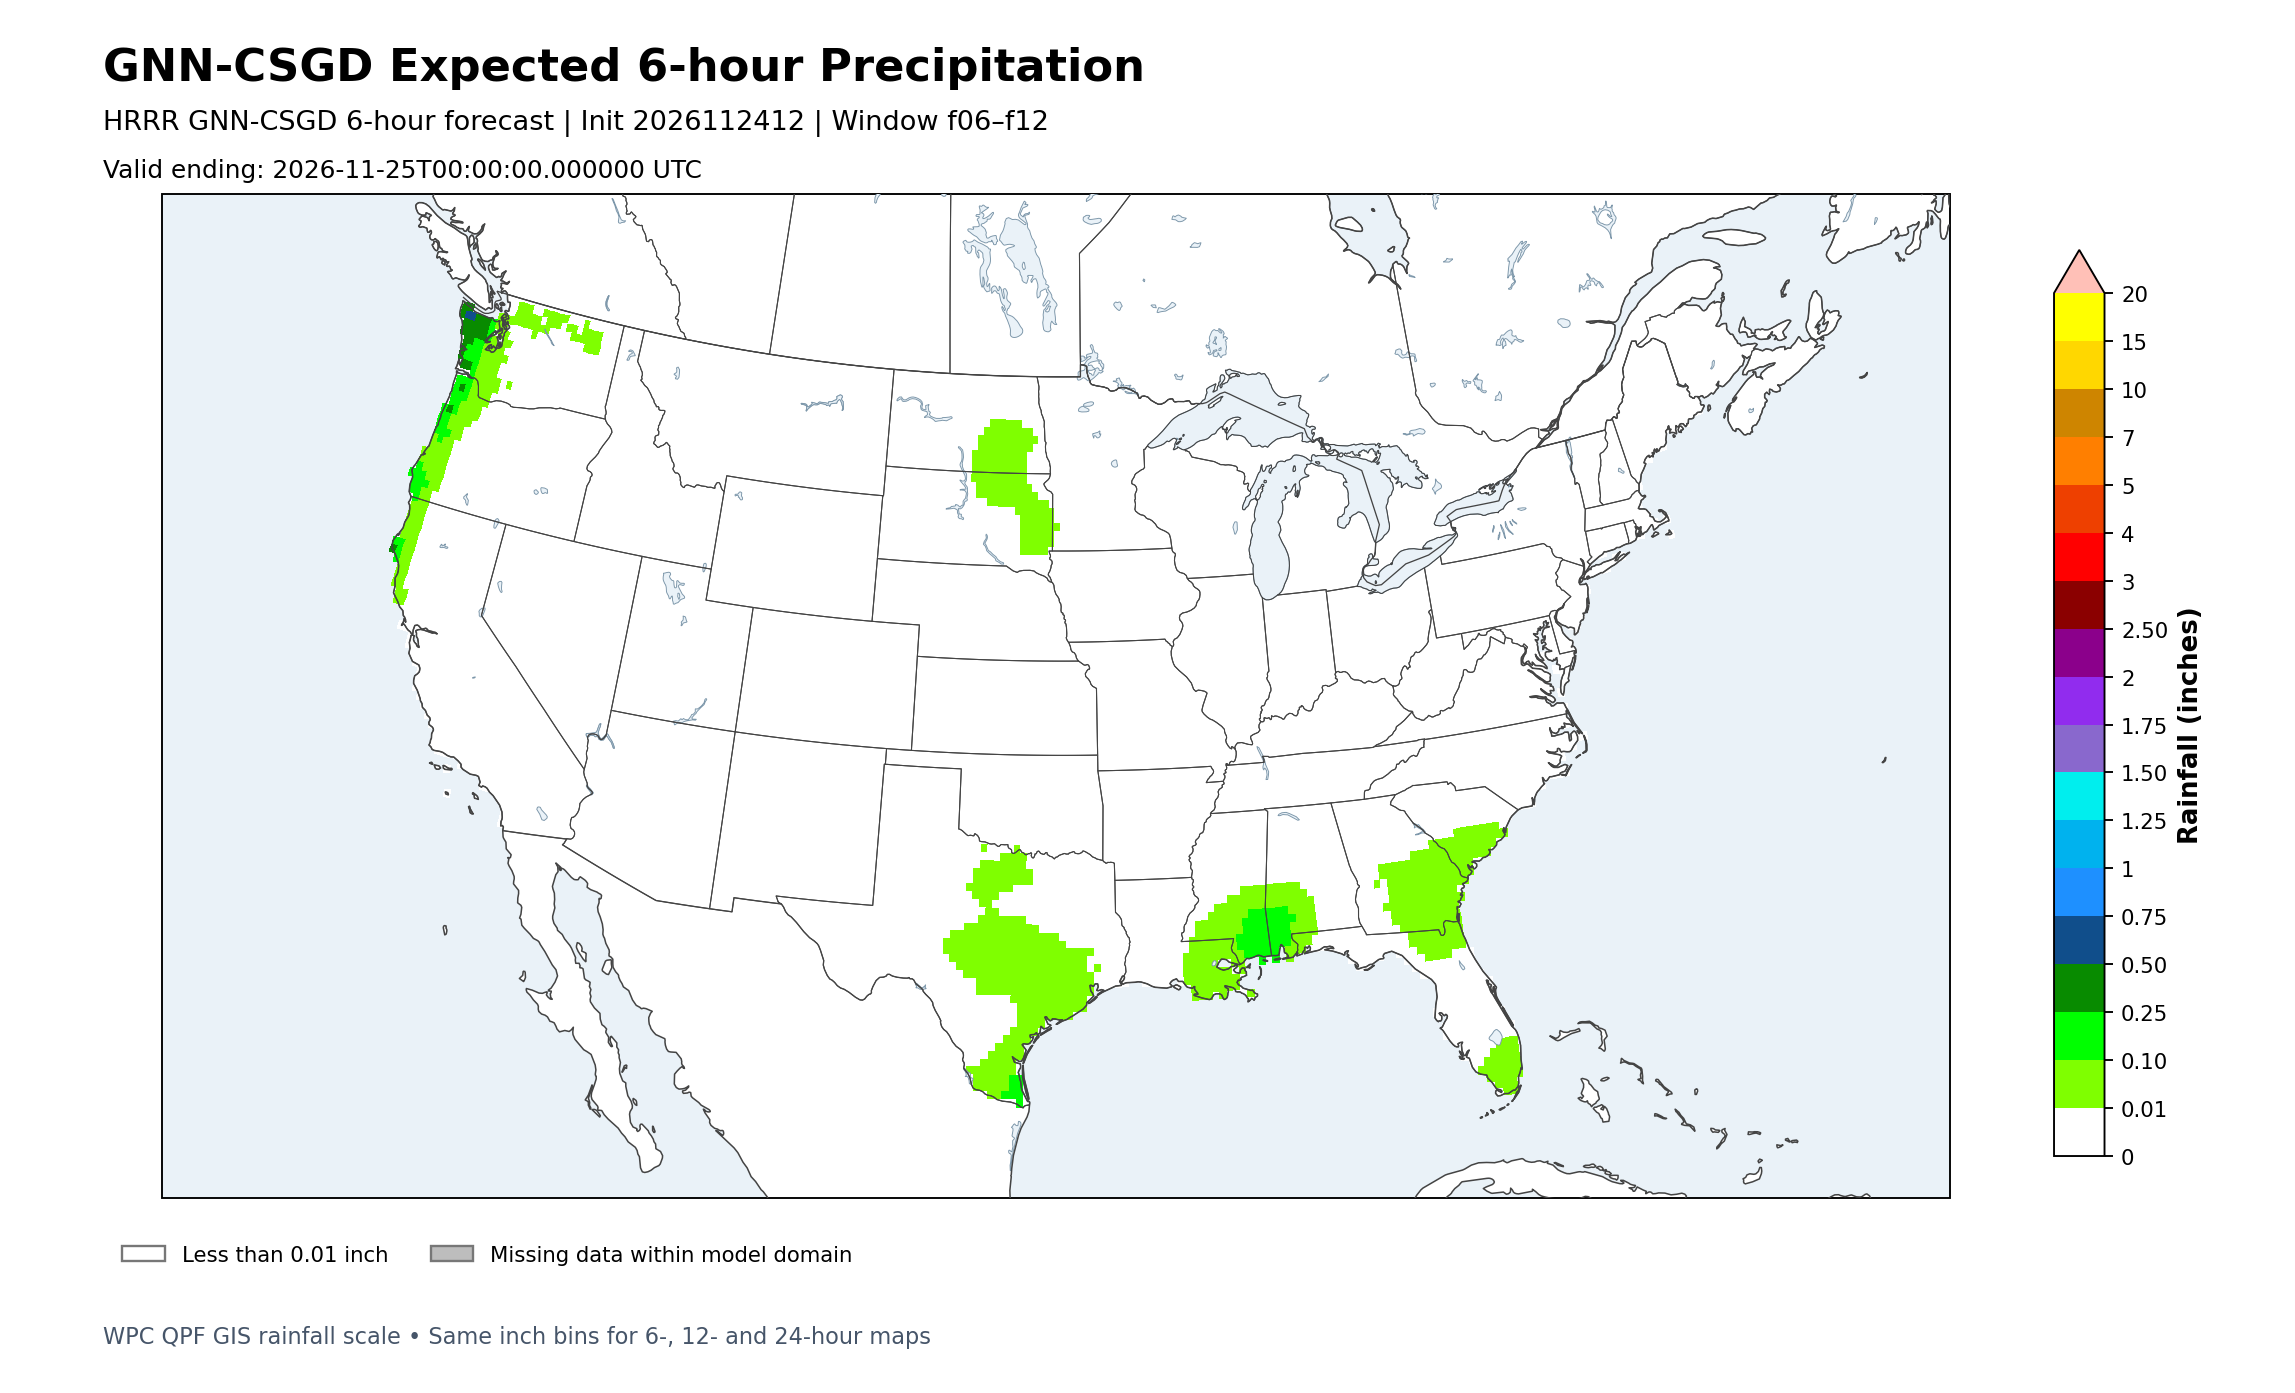 GNN-CSGD Expected 6-hour Precipitation
HRRR GNN-CSGD 6-hour forecast | Init 2026112412 | Window f06–f12
Valid ending: 2026-11-25T00:00:00.000000 UTC
20
15
10
7
5
4
3
2.50
2
1.75
1.50
1.25
1
0.75
0.50
0.25
0.10
0.01
0
Rainfall (inches)
Less than 0.01 inch
Missing data within model domain
WPC QPF GIS rainfall scale • Same inch bins for 6-, 12- and 24-hour maps